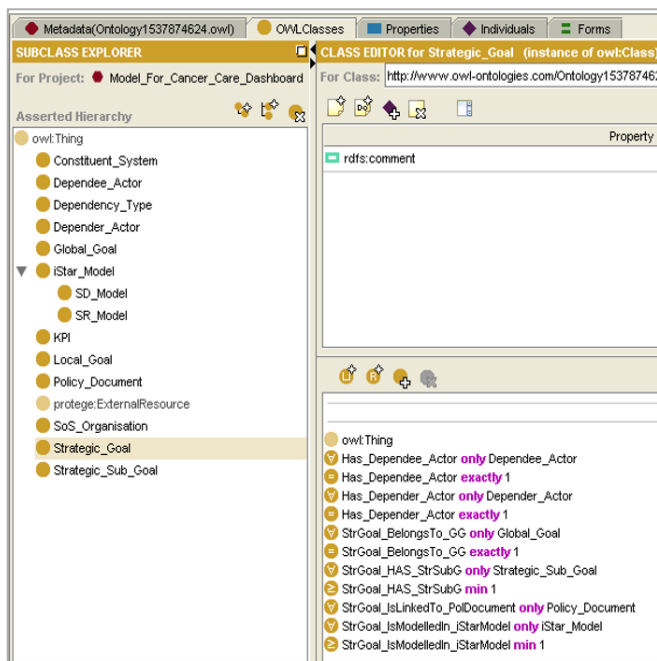 Metadata(Ontology1537874624.owl)
OWLClasses
Properties
Individuals
Forms
SUBCLASS EXPLORER
For Project: Model_For_Cancer_Care_Dashboard
Asserted Hierarchy
owl:Thing
Constituent_System
Dependee_Actor
Dependency_Type
Depender_Actor
Global_Goal
iStar_Model
SD_Model
SR_Model
KPI
Local_Goal
Policy_Document
protege:ExternalResource
SoS_Organisation
Strategic_Goal
Strategic_Sub_Goal
CLASS EDITOR for Strategic_Goal (instance of owl:Class)
For Class: http://www.owl-ontologies.com/Ontology15378746
Property
rdfs:comment
owl:Thing
Has_Dependee_Actor only Dependee_Actor
Has_Dependee_Actor exactly 1
Has_Depender_Actor only Depender_Actor
Has_Depender_Actor exactly 1
StrGoal_BelongsTo_GG only Global_Goal
StrGoal_BelongsTo_GG exactly 1
StrGoal_HAS_StrSubG only Strategic_Sub_Goal
StrGoal_HAS_StrSubG min 1
StrGoal_IsLinkedTo_PolDocument only Policy_Document
StrGoal_IsModelledIn_iStarModel only iStar_Model
StrGoal_IsModelledIn_iStarModel min 1